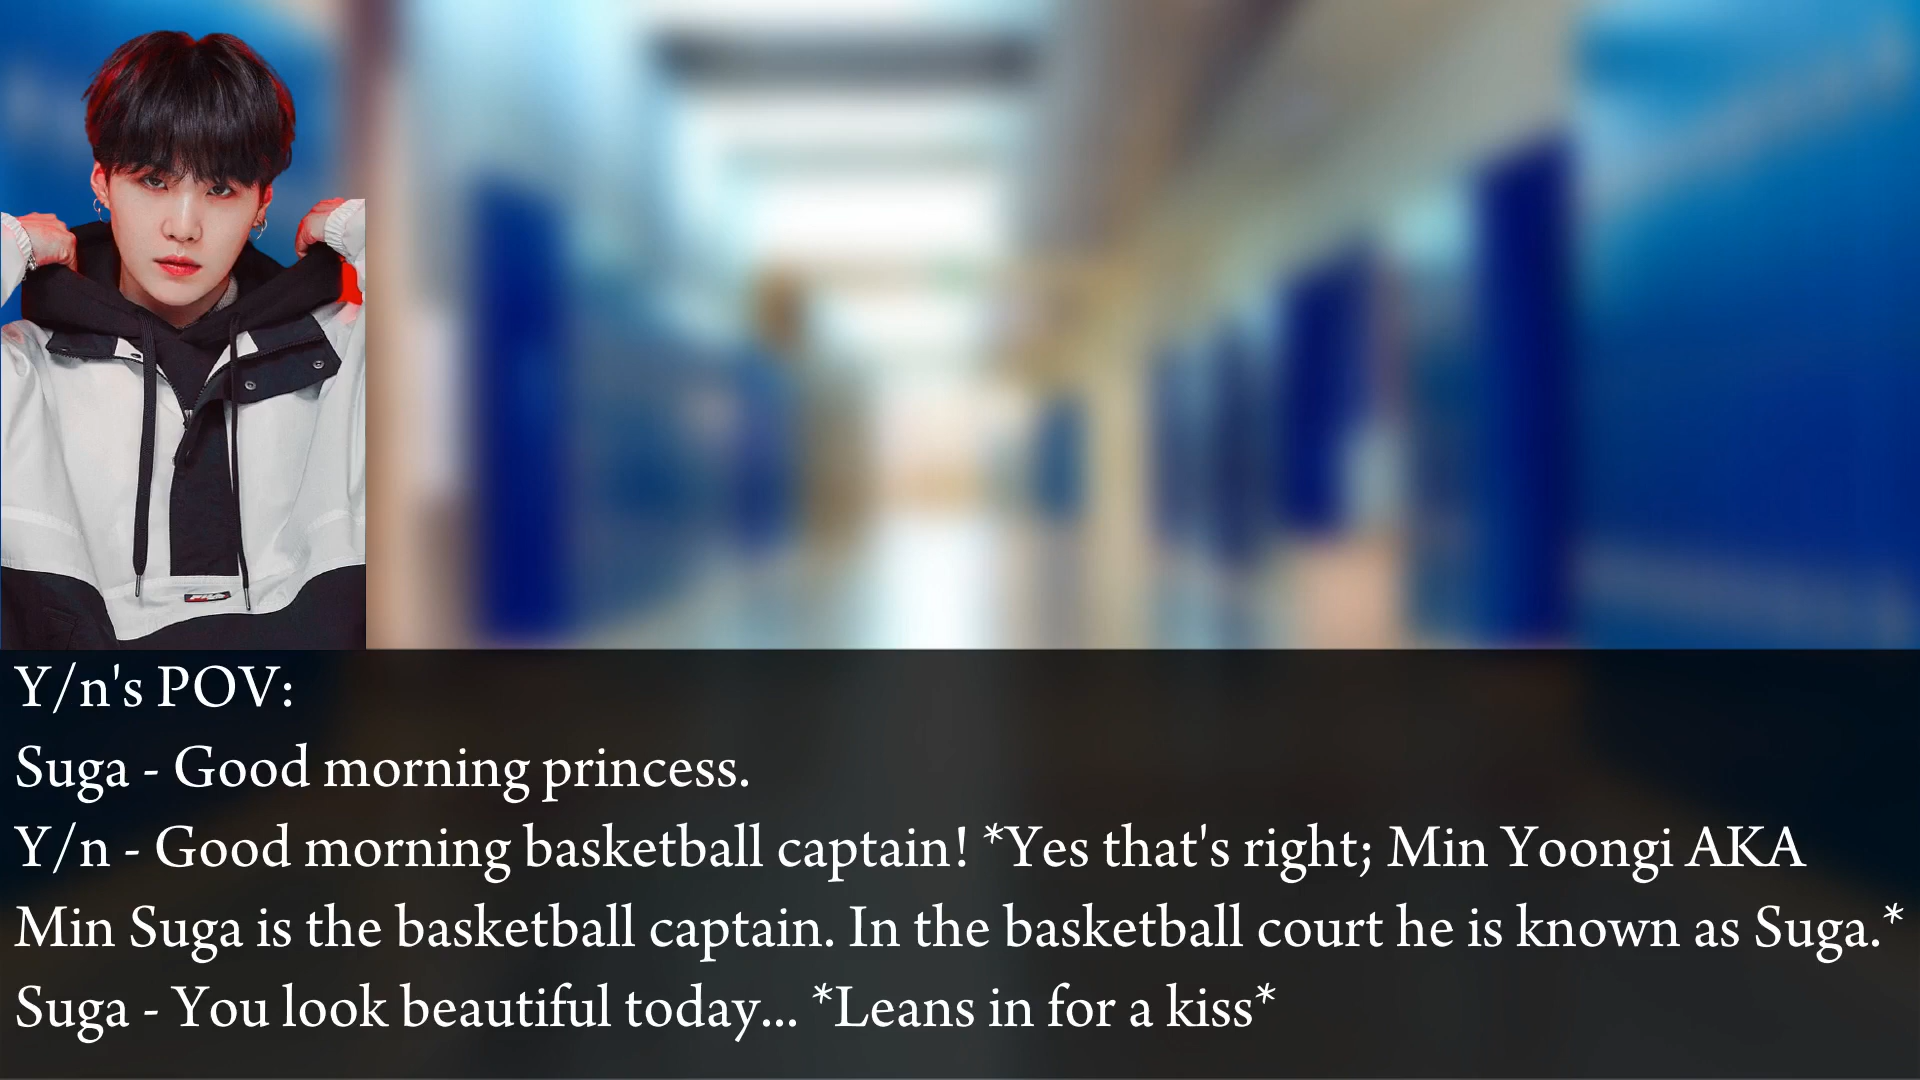 Y/n's POV:
Suga - Good morning princess.
Y/n - Good morning basketball captain! *Yes that's right; Min Yoongi AKA
Min Suga is the basketball captain. In the basketball court he is known as Suga.*
Suga - You look beautiful today... *Leans in for a kiss*